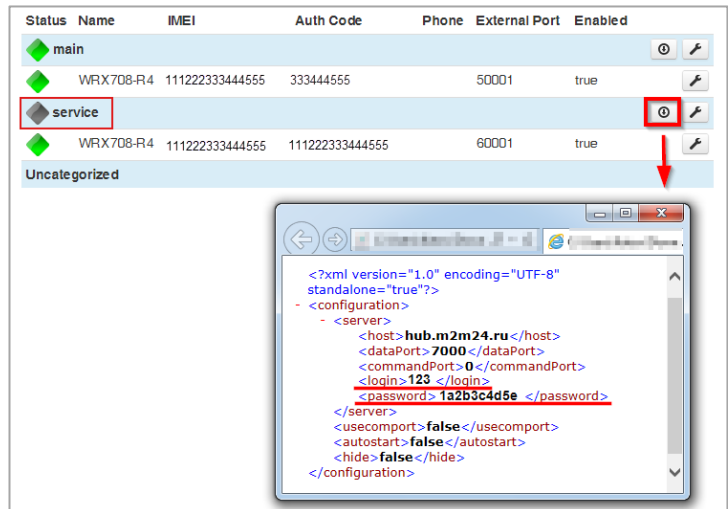 Status Name IMEI Auth Code Phone External Port Enabled
main
WRX708-R4 111222333444555 333444555 50001 true
service
WRX708-R4 111222333444555 111222333444555 60001 true
Uncategorized
<?xml version="1.0" encoding="UTF-8"
standalone="true"?>
- <configuration>
- <server>
<host>hub.m2m24.ru</host>
<dataPort>7000</dataPort>
<commandPort>0</commandPort>
<login>123 </login>
<password> 1a2b3c4d5e </password>
</server>
<usecomport>false</usecomport>
<autostart>false</autostart>
<hide>false</hide>
</configuration>